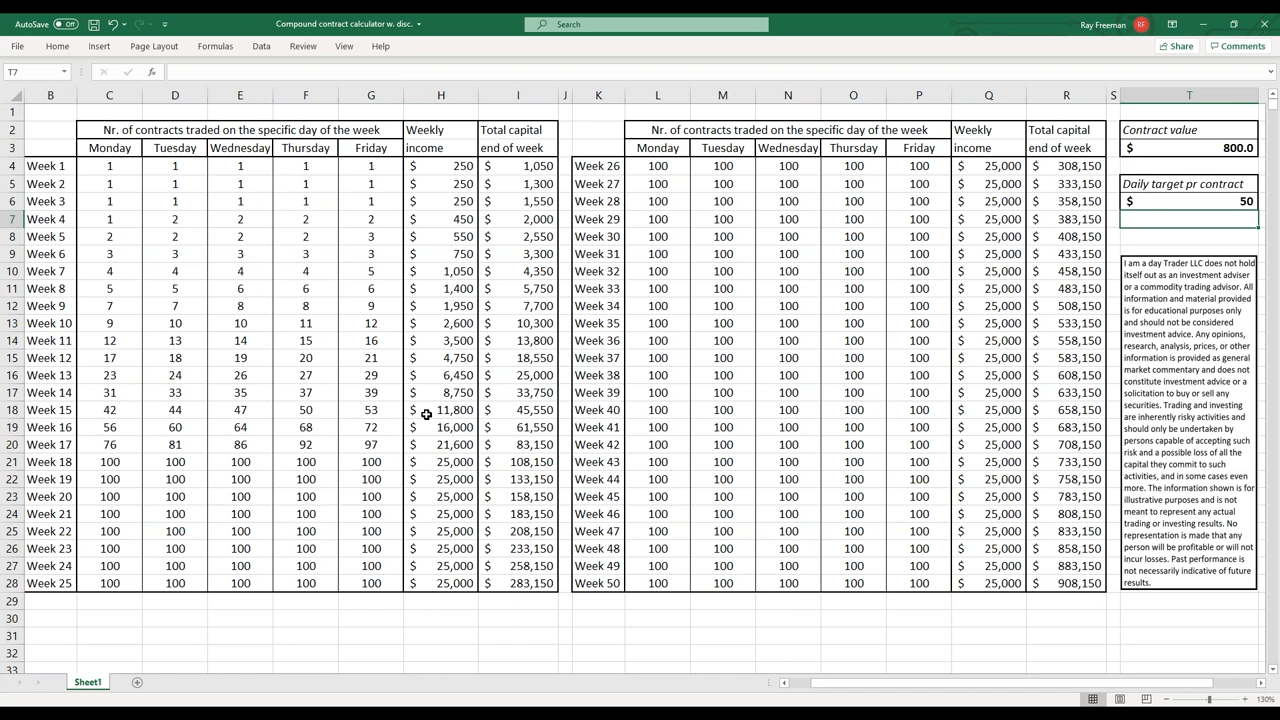 AutoSave Off Compound contract calculator w. disc. Search Ray Freeman RF
File Home Insert Page Layout Formulas Data Review View Help Share Comments
T7 fx
B C D E F G H I J K L M N O P Q R S T
1
2 Nr. of contracts traded on the specific day of the week Weekly Total capital Nr. of contracts traded on the specific day of the week Weekly Total capital Contract value
3 Monday Tuesday Wednesday Thursday Friday income end of week Monday Tuesday Wednesday Thursday Friday income end of week $ 800.0
4 Week 1 1 1 1 1 1 $ 250 $ 1,050 Week 26 100 100 100 100 100 $ 25,000 $ 308,150
5 Week 2 1 1 1 1 1 $ 250 $ 1,300 Week 27 100 100 100 100 100 $ 25,000 $ 333,150 Daily target pr contract
6 Week 3 1 1 1 1 1 $ 250 $ 1,550 Week 28 100 100 100 100 100 $ 25,000 $ 358,150 $ 50
7 Week 4 1 2 2 2 2 $ 450 $ 2,000 Week 29 100 100 100 100 100 $ 25,000 $ 383,150
8 Week 5 2 2 2 2 3 $ 550 $ 2,550 Week 30 100 100 100 100 100 $ 25,000 $ 408,150
9 Week 6 3 3 3 3 3 $ 750 $ 3,300 Week 31 100 100 100 100 100 $ 25,000 $ 433,150
10 Week 7 4 4 4 4 5 $ 1,050 $ 4,350 Week 32 100 100 100 100 100 $ 25,000 $ 458,150
11 Week 8 5 5 6 6 6 $ 1,400 $ 5,750 Week 33 100 100 100 100 100 $ 25,000 $ 483,150
12 Week 9 7 7 8 8 9 $ 1,950 $ 7,700 Week 34 100 100 100 100 100 $ 25,000 $ 508,150
13 Week 10 9 10 10 11 12 $ 2,600 $ 10,300 Week 35 100 100 100 100 100 $ 25,000 $ 533,150
14 Week 11 12 13 14 15 16 $ 3,500 $ 13,800 Week 36 100 100 100 100 100 $ 25,000 $ 558,150
15 Week 12 17 18 19 20 21 $ 4,750 $ 18,550 Week 37 100 100 100 100 100 $ 25,000 $ 583,150
16 Week 13 23 24 26 27 29 $ 6,450 $ 25,000 Week 38 100 100 100 100 100 $ 25,000 $ 608,150
17 Week 14 31 33 35 37 39 $ 8,750 $ 33,750 Week 39 100 100 100 100 100 $ 25,000 $ 633,150
18 Week 15 42 44 47 50 53 $ 11,800 $ 45,550 Week 40 100 100 100 100 100 $ 25,000 $ 658,150
19 Week 16 56 60 64 68 72 $ 16,000 $ 61,550 Week 41 100 100 100 100 100 $ 25,000 $ 683,150
20 Week 17 76 81 86 92 97 $ 21,600 $ 83,150 Week 42 100 100 100 100 100 $ 25,000 $ 708,150
21 Week 18 100 100 100 100 100 $ 25,000 $ 108,150 Week 43 100 100 100 100 100 $ 25,000 $ 733,150
22 Week 19 100 100 100 100 100 $ 25,000 $ 133,150 Week 44 100 100 100 100 100 $ 25,000 $ 758,150
23 Week 20 100 100 100 100 100 $ 25,000 $ 158,150 Week 45 100 100 100 100 100 $ 25,000 $ 783,150
24 Week 21 100 100 100 100 100 $ 25,000 $ 183,150 Week 46 100 100 100 100 100 $ 25,000 $ 808,150
25 Week 22 100 100 100 100 100 $ 25,000 $ 208,150 Week 47 100 100 100 100 100 $ 25,000 $ 833,150
26 Week 23 100 100 100 100 100 $ 25,000 $ 233,150 Week 48 100 100 100 100 100 $ 25,000 $ 858,150
27 Week 24 100 100 100 100 100 $ 25,000 $ 258,150 Week 49 100 100 100 100 100 $ 25,000 $ 883,150
28 Week 25 100 100 100 100 100 $ 25,000 $ 283,150 Week 50 100 100 100 100 100 $ 25,000 $ 908,150
29
30
31
32
33
I am a day Trader LLC does not hold
itself out as an investment adviser
or a commodity trading advisor. All
information and material provided
is for educational purposes only
and should not be considered
investment advice. Any opinions,
research, analysis, prices, or other
information is provided as general
market commentary and does not
constitute investment advice or a
solicitation to buy or sell any
securities. Trading and investing
are inherently risky activities and
should only be undertaken by
persons capable of accepting such
risk and a possible loss of all the
capital they commit to such
activities, and in some cases even
more. The information shown is for
illustrative purposes and is not
meant to represent any actual
trading or investing results. No
representation is made that any
person will be profitable or will not
incur losses. Past performance is
not necessarily indicative of future
results.
Sheet1
130%